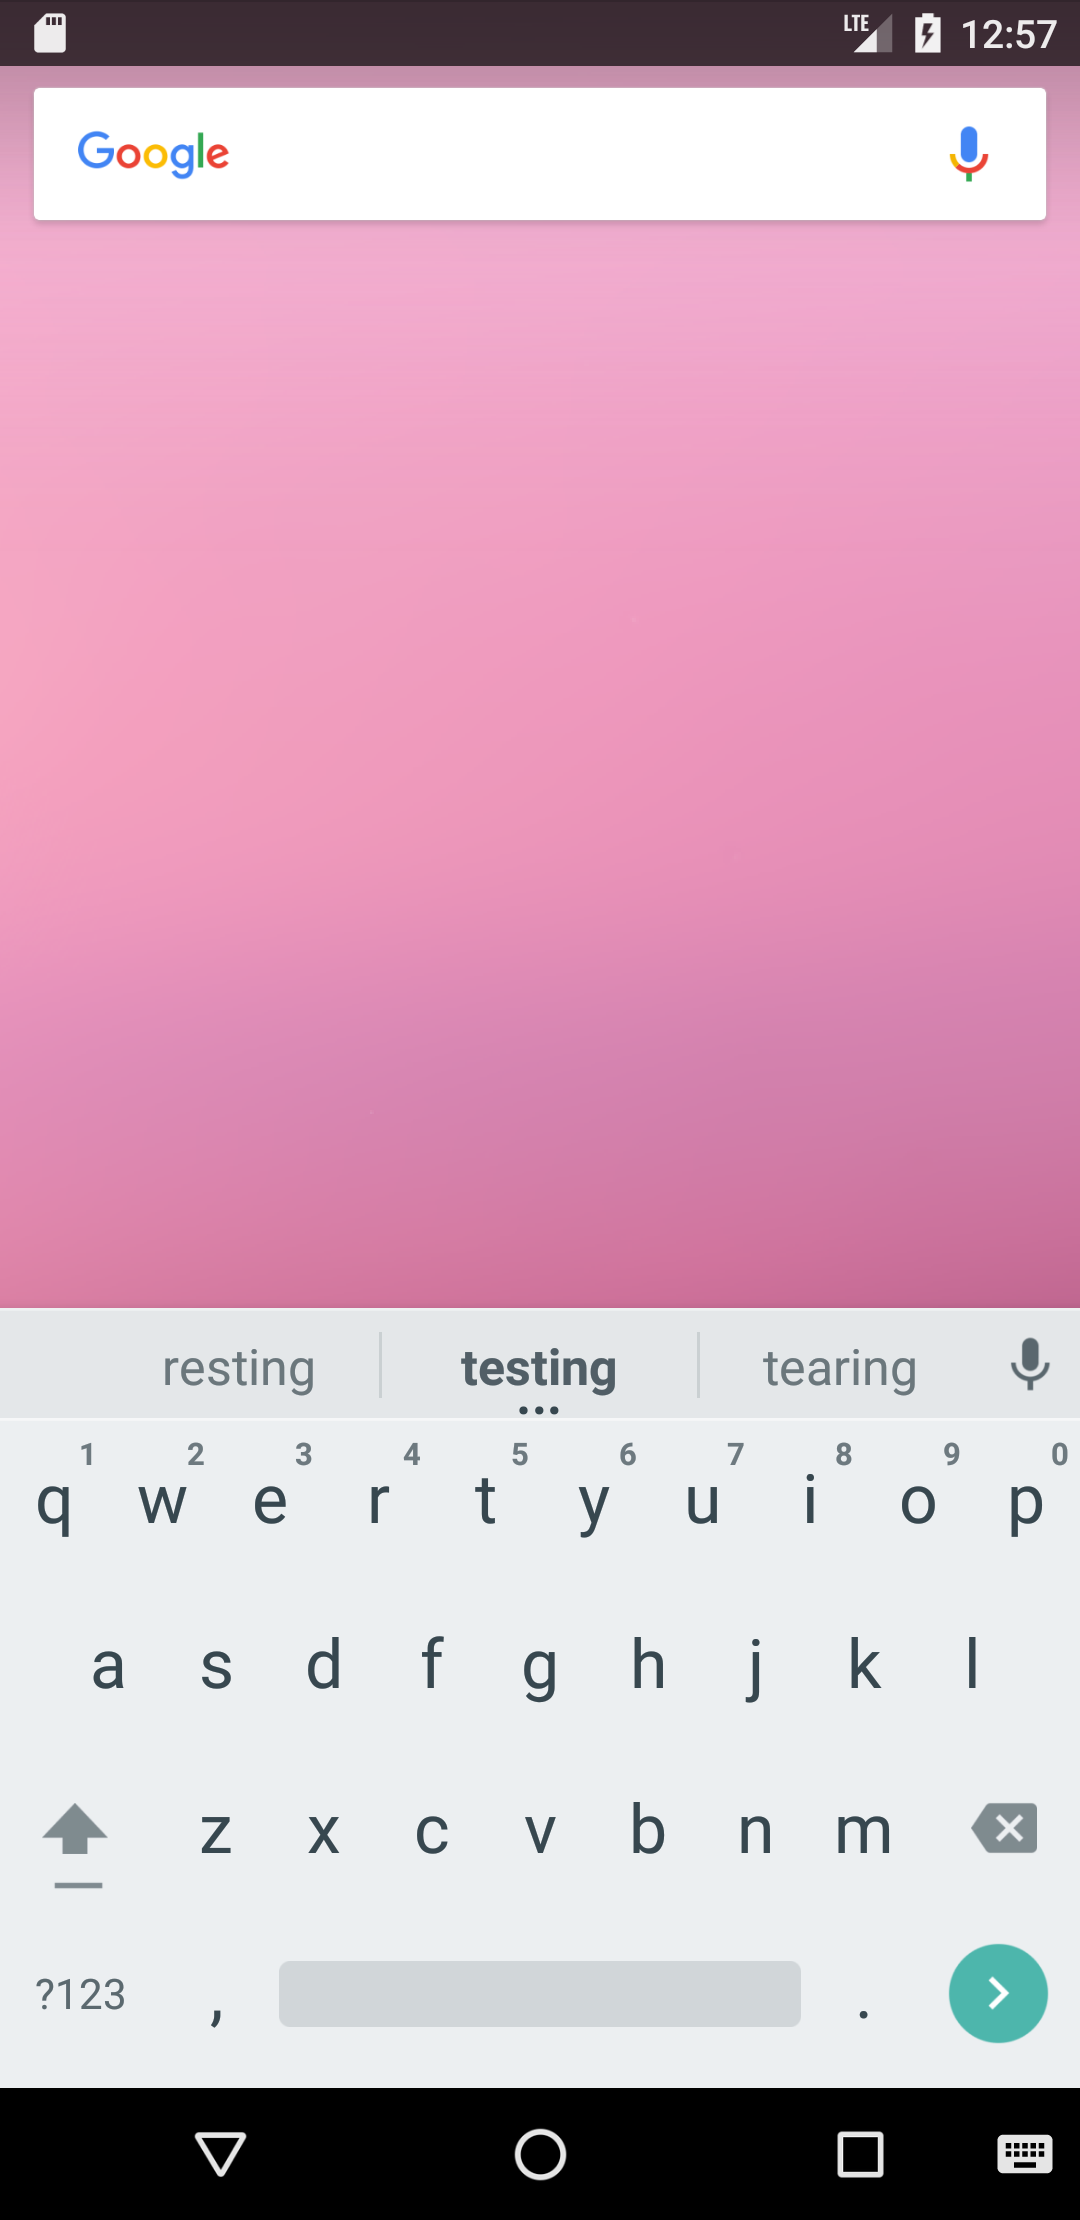 LTE 12:57
Google
resting testing tearing
1 2 3 4 5 6 7 8 9 0
q w e r t y u i o p
a s d f g h j k l
z x c v b n m
?123 , .